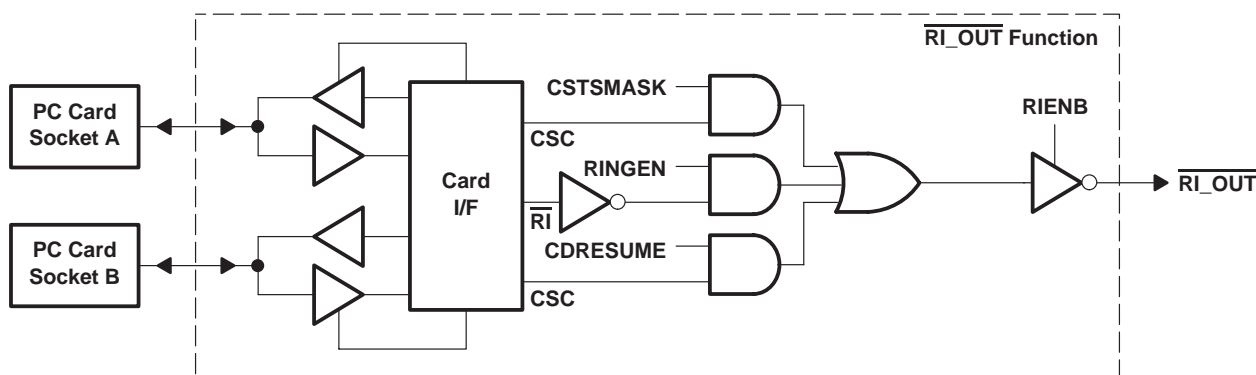 RI_OUT Function
PC Card
Socket A
CSTSMASK
CSC
RIENB
RINGEN
Card
I/F
RI
RI_OUT
CDRESUME
PC Card
Socket B
CSC